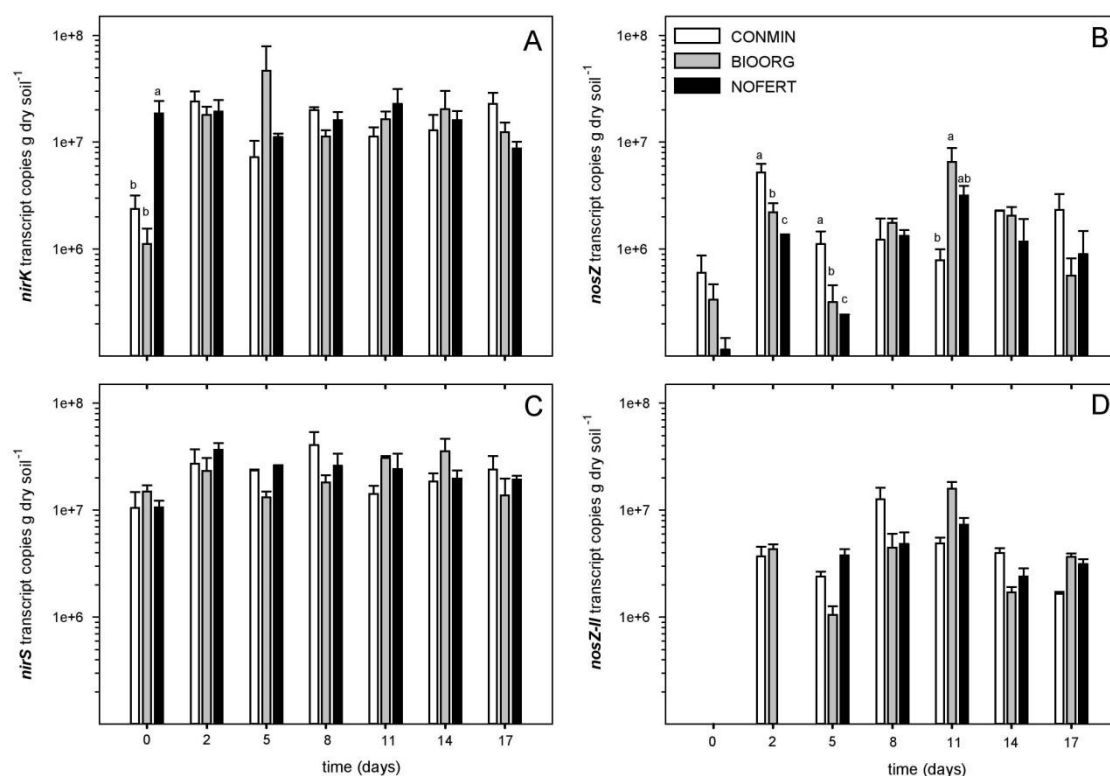 A
1e+8
1e+7
1e+6
nirK transcript copies g dry soil⁻¹
b
b
a
B
CONMIN
BIOORG
NOFERT
1e+8
1e+7
1e+6
nosZ transcript copies g dry soil⁻¹
a
b
c
a
b
c
b
a
ab
C
1e+8
1e+7
1e+6
nirS transcript copies g dry soil⁻¹
0 2 5 8 11 14 17
time (days)
D
1e+8
1e+7
1e+6
nosZ-II transcript copies g dry soil⁻¹
0 2 5 8 11 14 17
time (days)